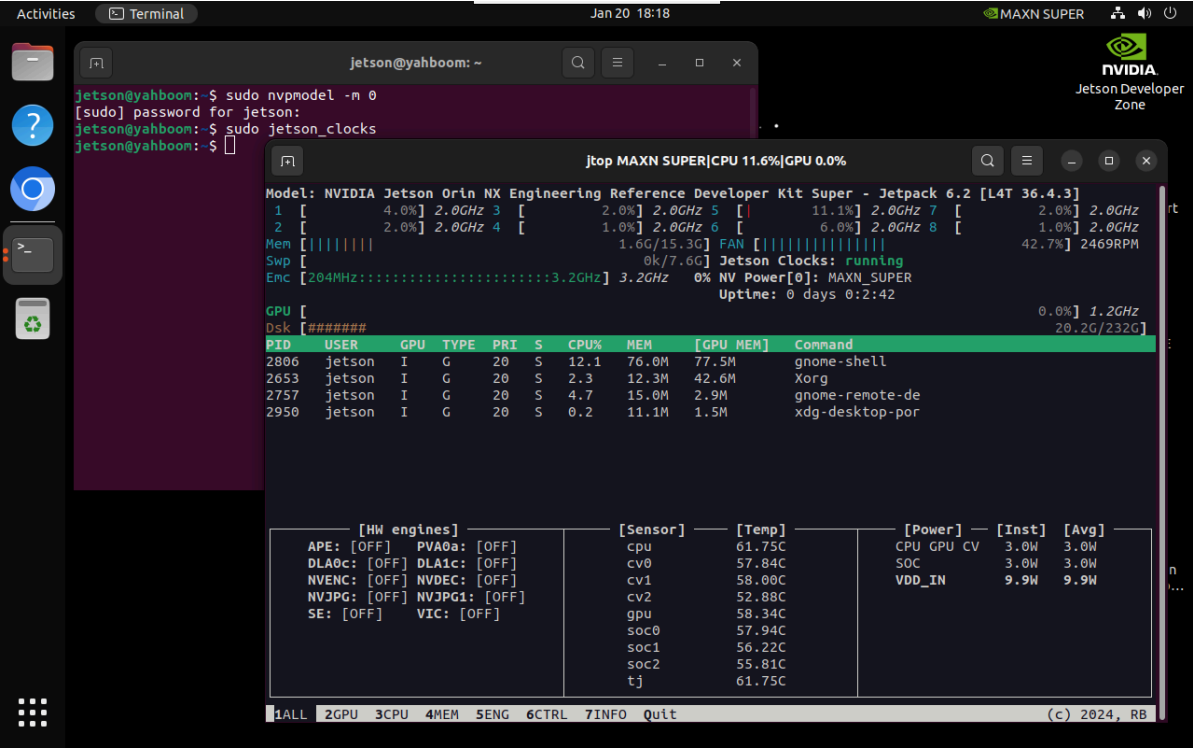 Activities Terminal Jan 20 18:18 MAXN SUPER
NVIDIA.
Jetson Developer
Zone
jetson@yahboom: ~
jetson@yahboom:~$ sudo nvpmodel -m 0
[sudo] password for jetson:
jetson@yahboom:~$ sudo jetson_clocks
jetson@yahboom:~$
jtop MAXN SUPER|CPU 11.6%|GPU 0.0%
Model: NVIDIA Jetson Orin NX Engineering Reference Developer Kit Super - Jetpack 6.2 [L4T 36.4.3]
1 [ 4.0%] 2.0GHz 3 [ 2.0%] 2.0GHz 5 [| 11.1%] 2.0GHz 7 [ 2.0%] 2.0GHz
2 [ 2.0%] 2.0GHz 4 [ 1.0%] 2.0GHz 6 [ 6.0%] 2.0GHz 8 [ 1.0%] 2.0GHz
Mem [|||||||| 1.6G/15.3G] FAN [||||||||||||||| 42.7%] 2469RPM
Swp [ 0k/7.6G] Jetson Clocks: running
Emc [204MHz:::::::::::::::::::::::3.2GHz] 3.2GHz 0% NV Power[0]: MAXN_SUPER
Uptime: 0 days 0:2:42
GPU [ 0.0%] 1.2GHz
Dsk [####### 20.2G/232G]
PID USER GPU TYPE PRI S CPU% MEM [GPU MEM] Command
2806 jetson I G 20 S 12.1 76.0M 77.5M gnome-shell
2653 jetson I G 20 S 2.3 12.3M 42.6M Xorg
2757 jetson I G 20 S 4.7 15.0M 2.9M gnome-remote-de
2950 jetson I G 20 S 0.2 11.1M 1.5M xdg-desktop-por
[HW engines]
APE: [OFF] PVA0a: [OFF]
DLA0c: [OFF] DLA1c: [OFF]
NVENC: [OFF] NVDEC: [OFF]
NVJPG: [OFF] NVJPG1: [OFF]
SE: [OFF] VIC: [OFF]
[Sensor] [Temp]
cpu 61.75C
cv0 57.84C
cv1 58.00C
cv2 52.88C
gpu 58.34C
soc0 57.94C
soc1 56.22C
soc2 55.81C
tj 61.75C
[Power] [Inst] [Avg]
CPU GPU CV 3.0W 3.0W
SOC 3.0W 3.0W
VDD_IN 9.9W 9.9W
1ALL 2GPU 3CPU 4MEM 5ENG 6CTRL 7INFO Quit (c) 2024, RB